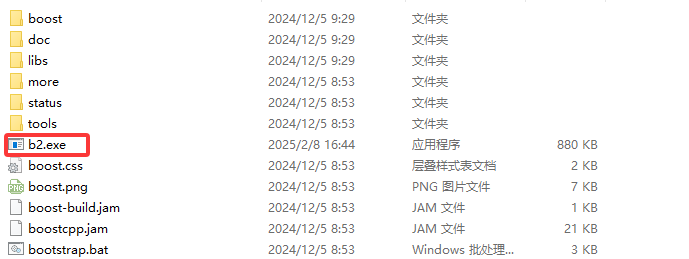 boost 2024/12/5 9:29 文件夹
doc 2024/12/5 9:29 文件夹
libs 2024/12/5 9:29 文件夹
more 2024/12/5 8:53 文件夹
status 2024/12/5 8:53 文件夹
tools 2024/12/5 8:53 文件夹
b2.exe 2025/2/8 16:44 应用程序 880 KB
boost.css 2024/12/5 8:53 层叠样式表文档 2 KB
boost.png 2024/12/5 8:53 PNG 图片文件 7 KB
boost-build.jam 2024/12/5 8:53 JAM 文件 1 KB
boostcpp.jam 2024/12/5 8:53 JAM 文件 21 KB
bootstrap.bat 2024/12/5 8:53 Windows 批处理... 3 KB